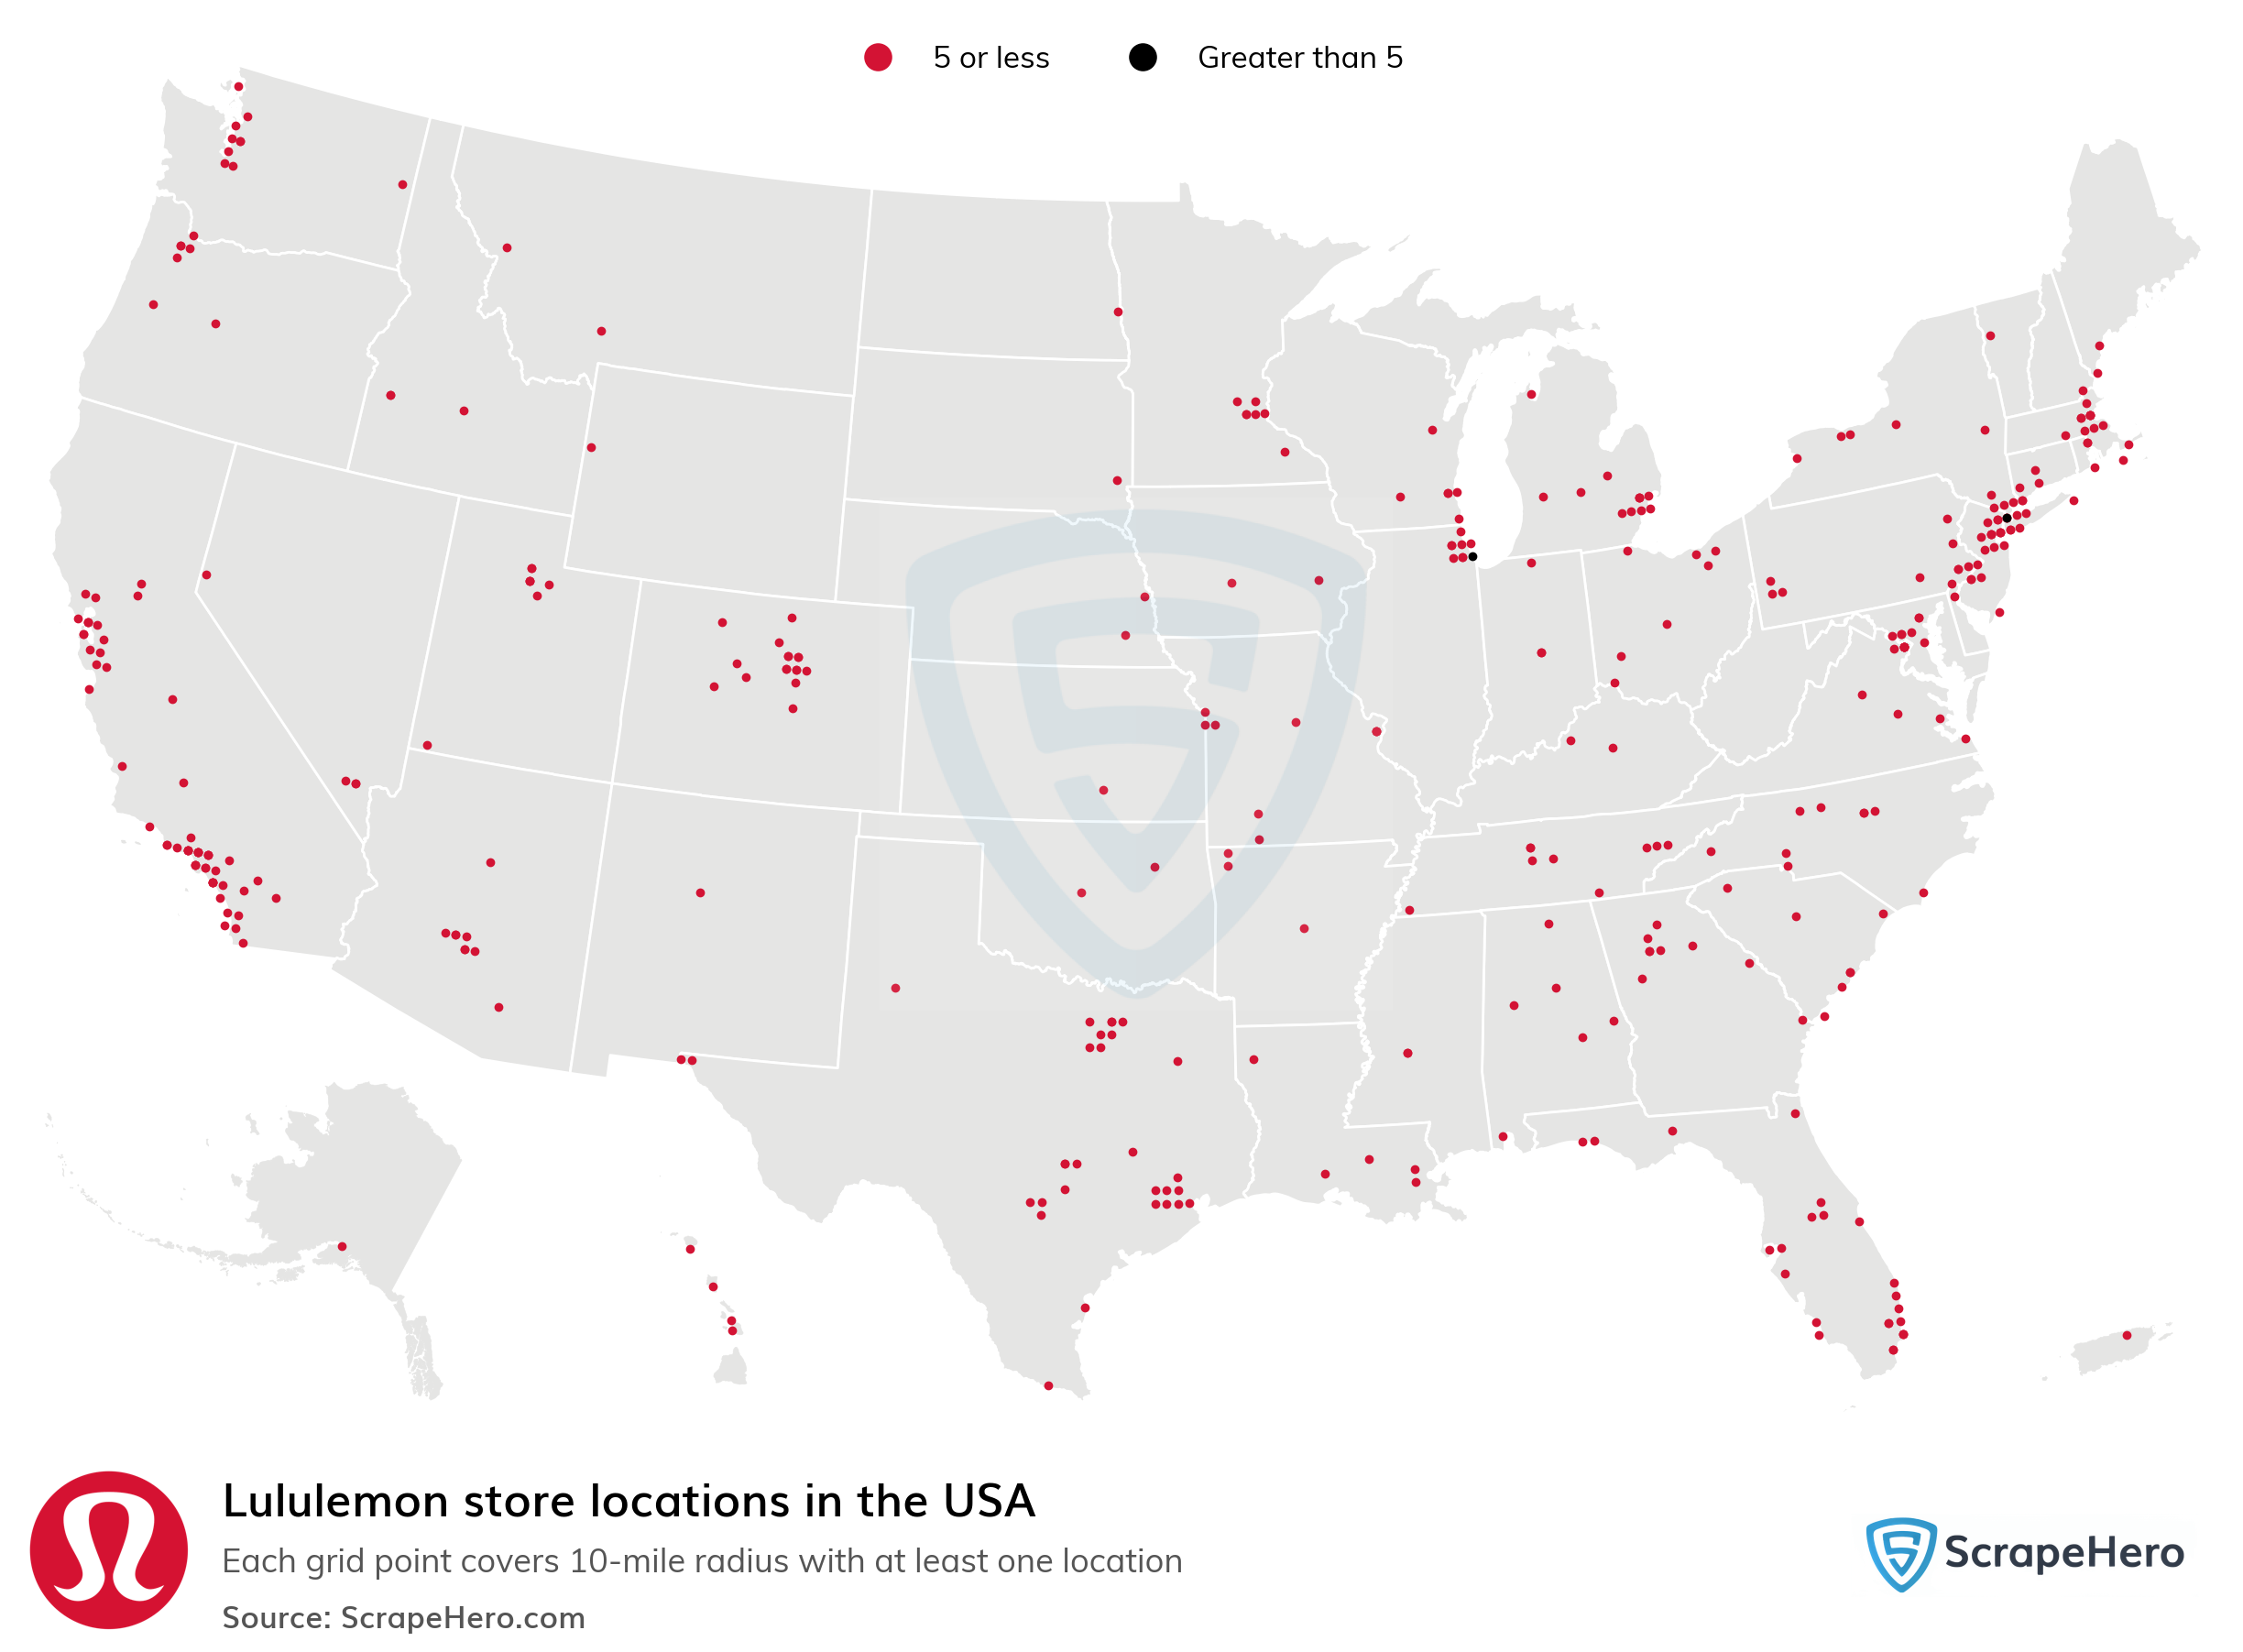 5 or less
Greater than 5
Lululemon store locations in the USA
Each grid point covers 10-mile radius with at least one location
Source: ScrapeHero.com
ScrapeHero